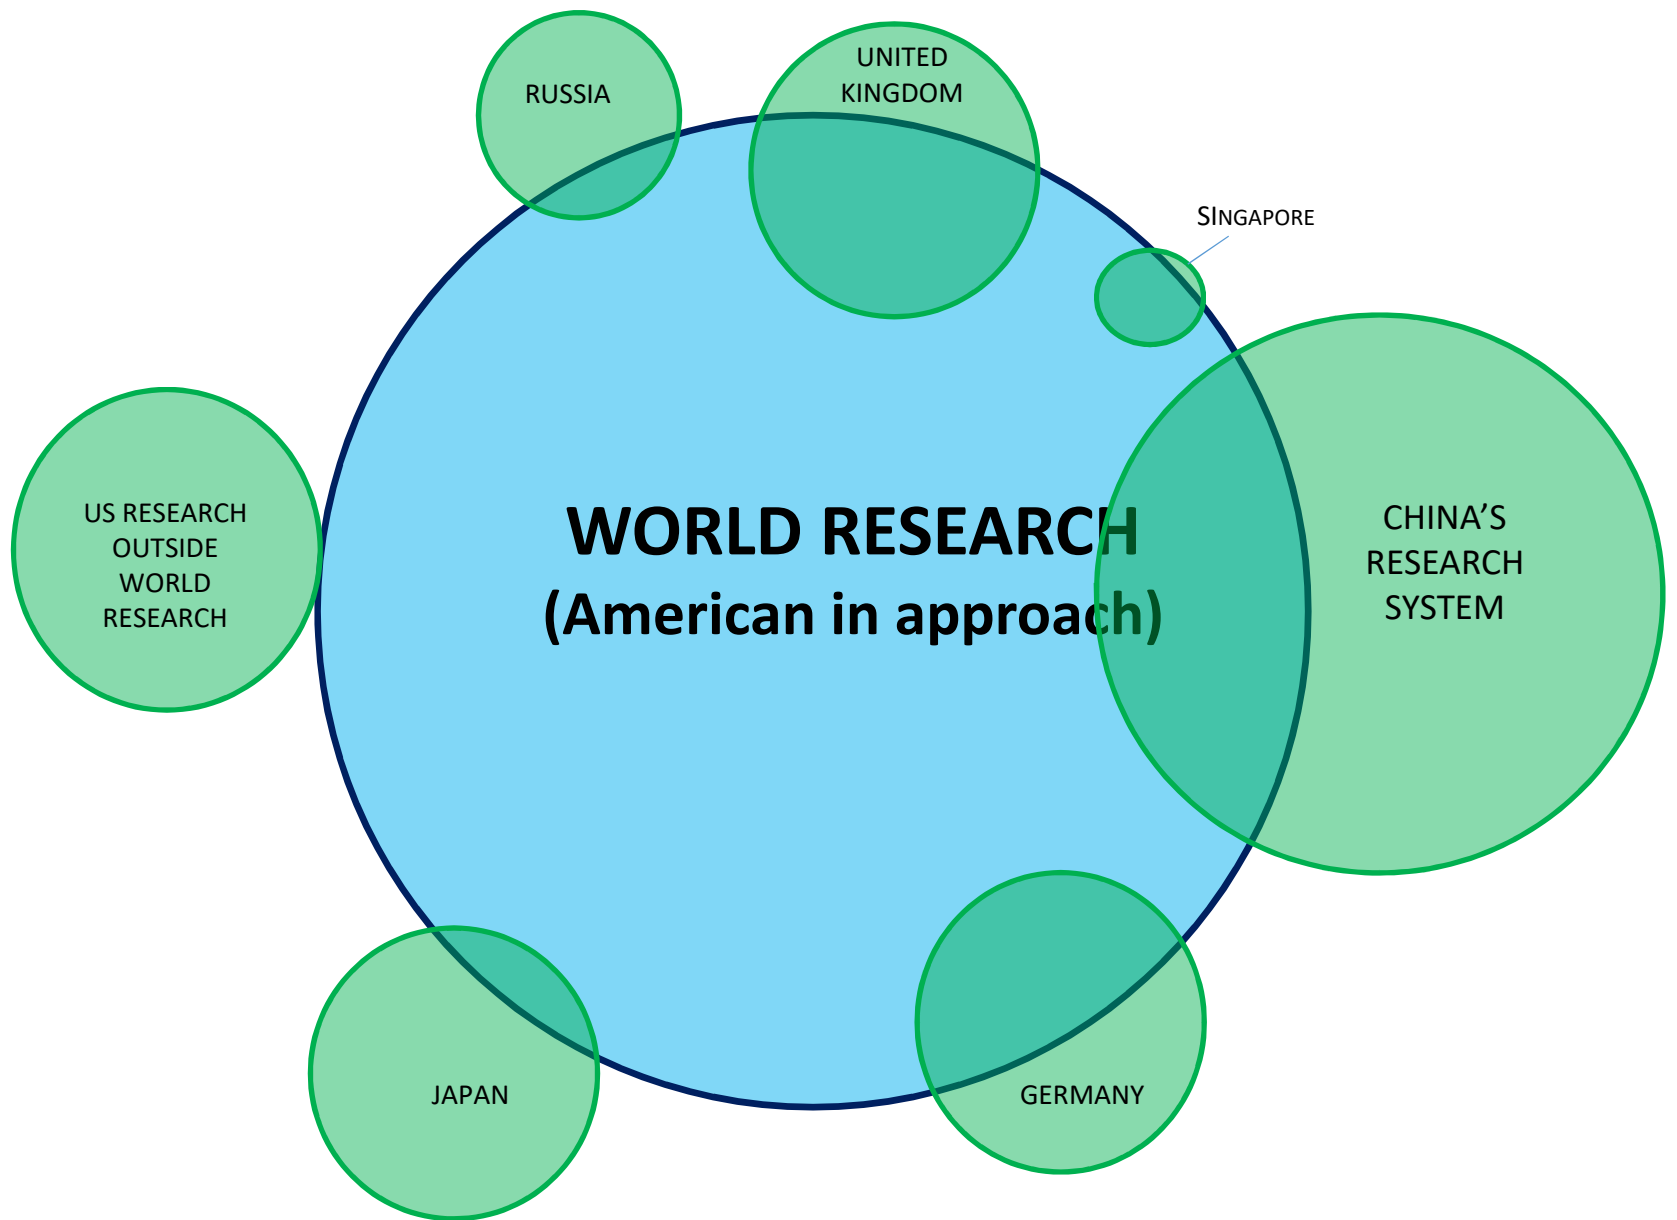 RUSSIA
UNITED
KINGDOM
SINGAPORE
US RESEARCH
OUTSIDE
WORLD
RESEARCH
WORLD RESEARCH
(American in approach)
CHINA’S
RESEARCH
SYSTEM
JAPAN
GERMANY